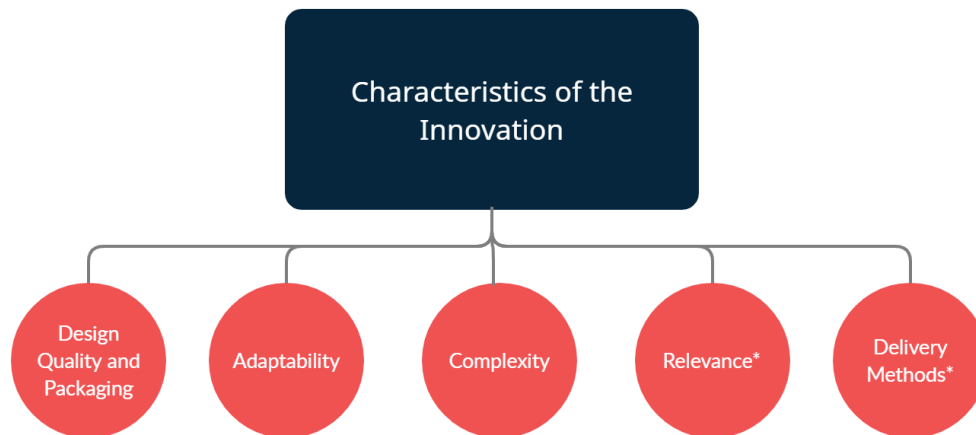 Characteristics of the
Innovation
Design
Quality and
Packaging
Adaptability
Complexity
Relevance*
Delivery
Methods*